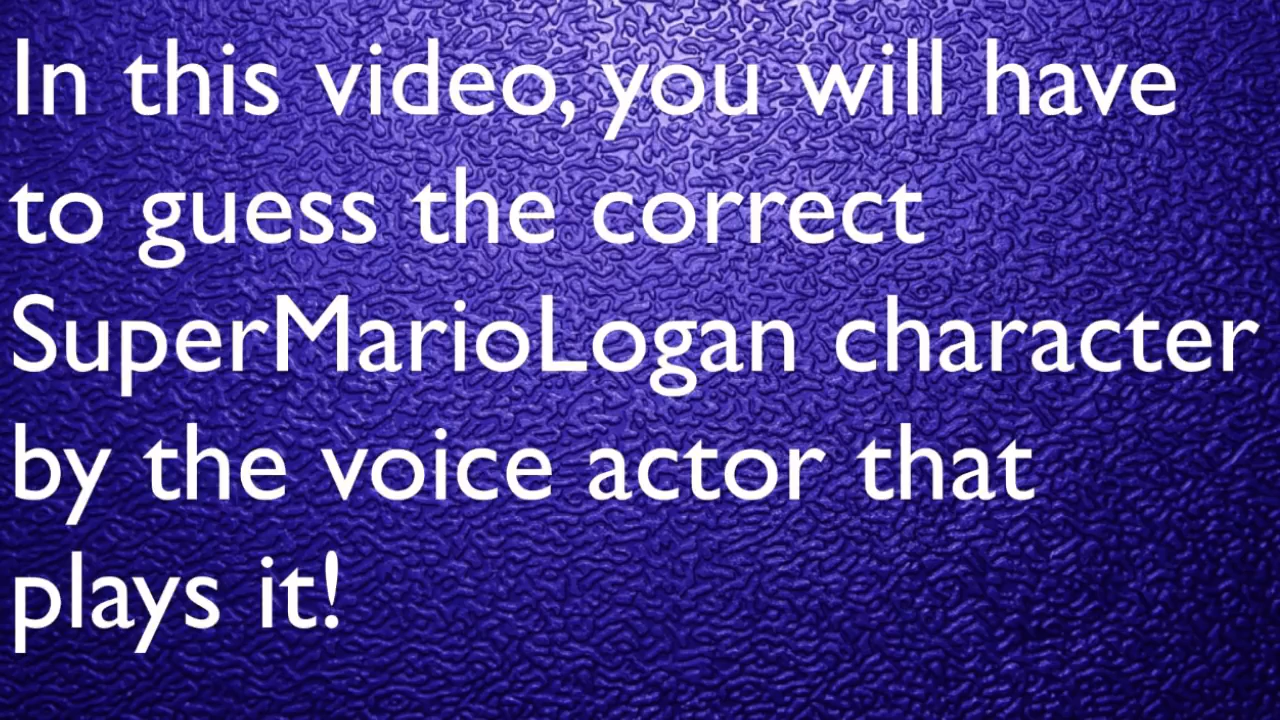 In this video, you will have
to guess the correct
SuperMarioLogan character
by the voice actor that
plays it!